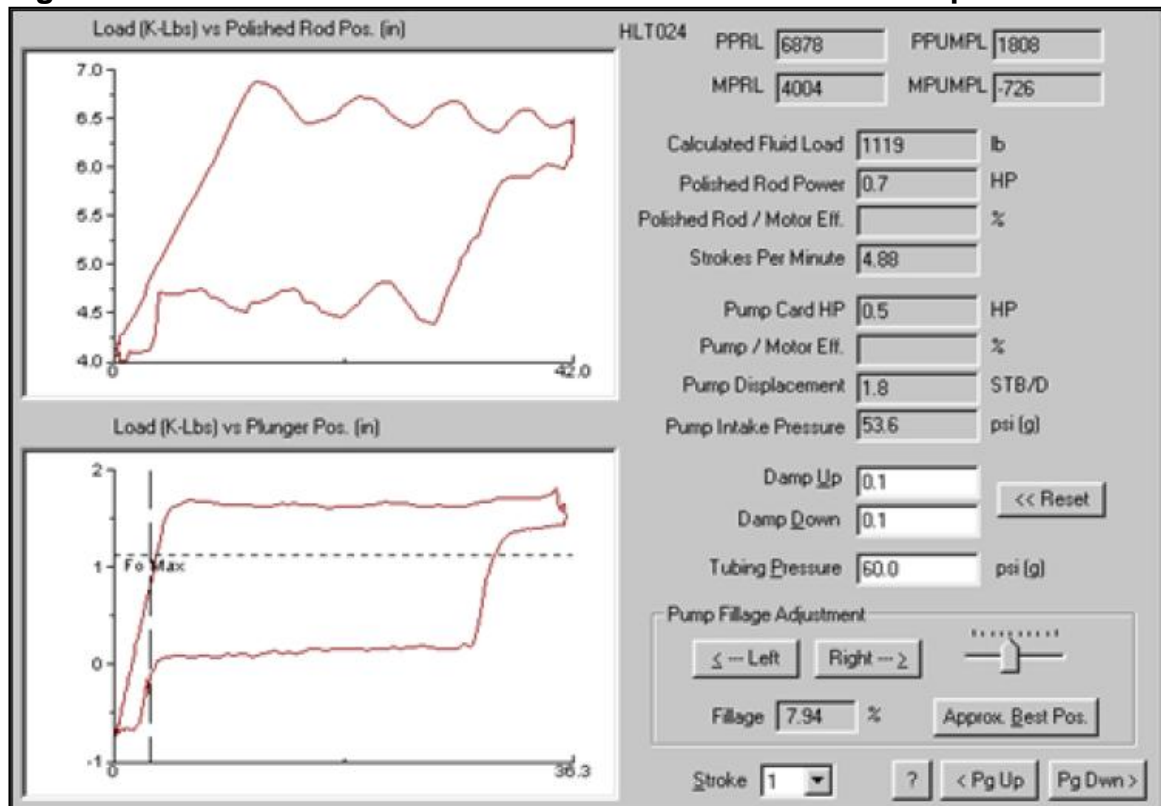 Load (K-Lbs) vs Polished Rod Pos. (in)
7.0
6.5
6.0
5.5
5.0
4.5
4.0
0
42.0
Load (K-Lbs) vs Plunger Pos. (in)
2
1
0
-1
Fo Max
0
36.3
HLT024
PPRL 6878 PPUMPL 1808
MPRL 4004 MPUMPL -726
Calculated Fluid Load 1119 lb
Polished Rod Power 0.7 HP
Polished Rod / Motor Eff. %
Strokes Per Minute 4.88
Pump Card HP 0.5 HP
Pump / Motor Eff. %
Pump Displacement 1.8 STB/D
Pump Intake Pressure 53.6 psi (g)
Damp Up 0.1
<< Reset
Damp Down 0.1
Tubing Pressure 60.0 psi (g)
Pump Fillage Adjustment
< --- Left Right --- >
Fillage 7.94 % Approx. Best Pos.
Stroke 1 ? < Pg Up Pg Dwn >